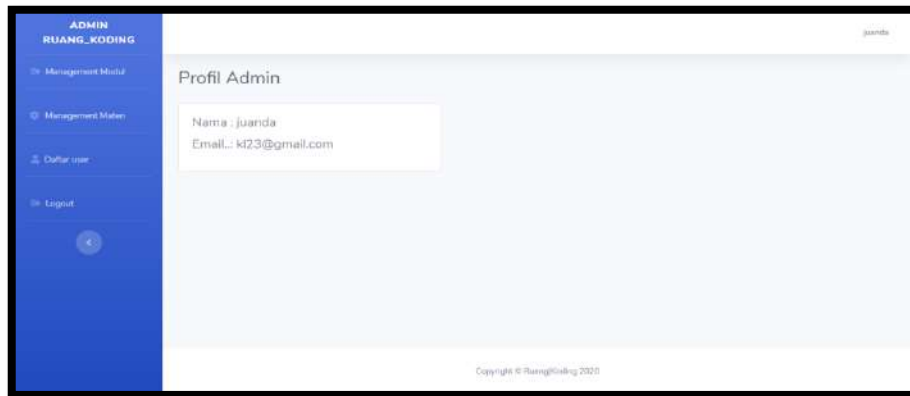 ADMIN
RUANG_KODING
juanda
Management Modul
Management Materi
Daftar user
Logout
Profil Admin
Nama : juanda
Email..: kl23@gmail.com
Copyright © RuangKoding 2020